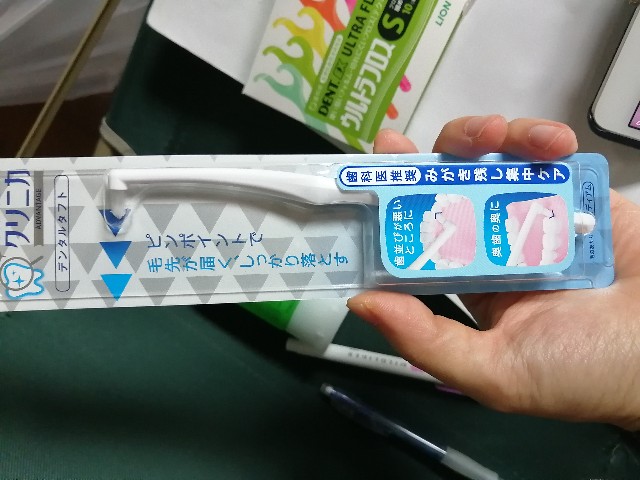 クリニカ
ADVANTAGE
デンタルタフト
ピンポイントで
毛先が届く、しっかり落とす
歯科医推奨 みがき残し集中ケア
歯並びが悪い
ところに
奥歯の奥に
DENT.EX ULTRA FL
ウルトラフロス
S
10
LION